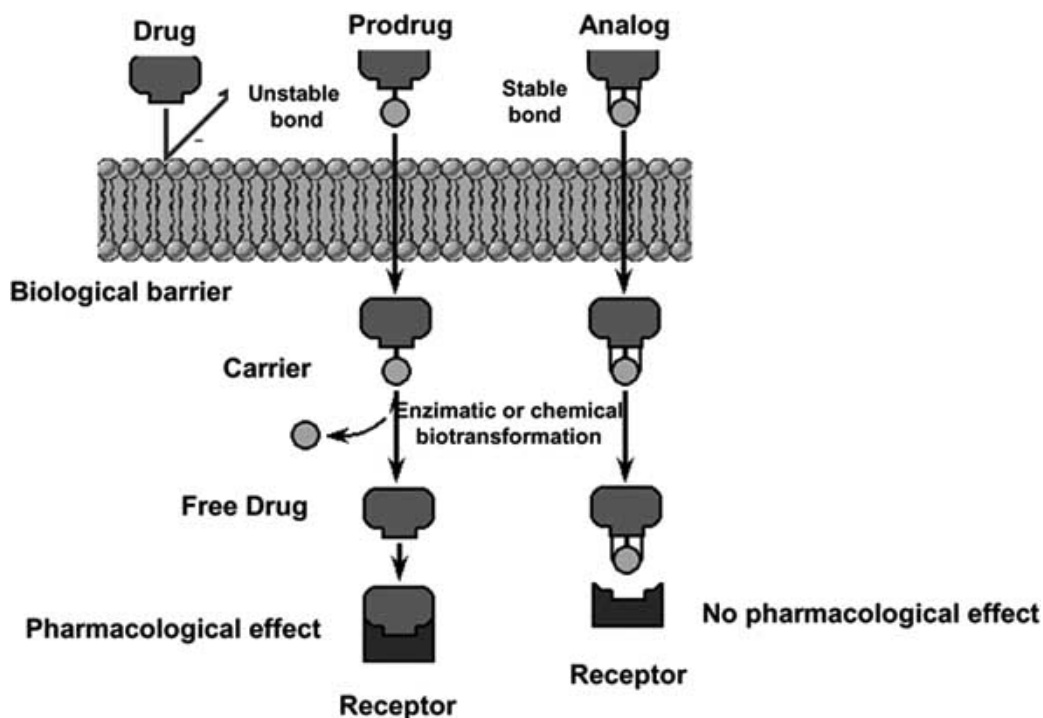 Drug
Prodrug
Analog
Unstable
bond
Stable
bond
-
Biological barrier
Carrier
Enzimatic or chemical
biotransformation
Free Drug
Pharmacological effect
No pharmacological effect
Receptor
Receptor